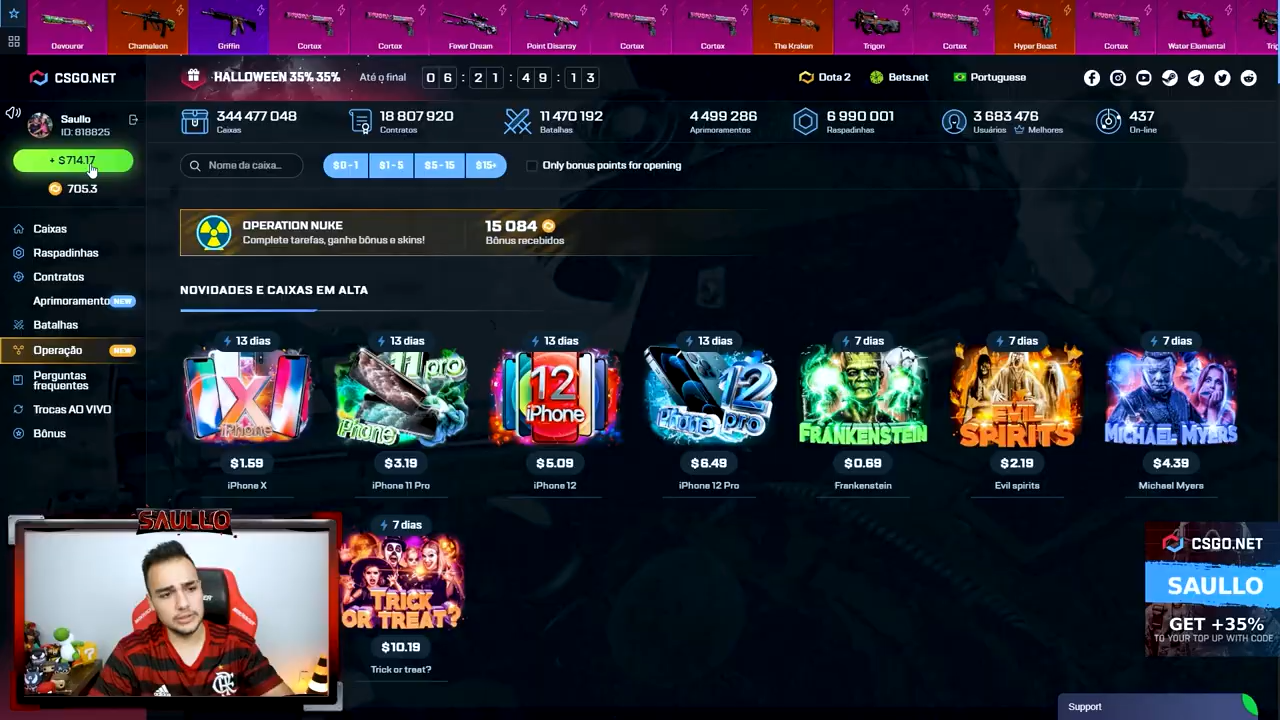 Devourer
Chameleon
Griffin
Cortex
Cortex
Fever Dream
Point Disarray
Cortex
Cortex
The Kraken
Trigon
Cortex
Hyper Beast
Cortex
Water Elemental
CSGO.NET
HALLOWEEN 35% 35%
Até o final
06:21:49:13
Dota 2
Bets.net
Portuguese
Saullo
ID: 818825
344 477 048
Caixas
18 807 920
Contratos
11 470 192
Batalhas
4 499 286
Aprimoramentos
6 990 001
Raspadinhas
3 683 476
Usuários
Melhores
437
On-line
+ $714.17
705.3
Nome da caixa...
$0 - 1
$1 - 5
$5 - 15
$15+
Only bonus points for opening
OPERATION NUKE
Complete tarefas, ganhe bônus e skins!
15 084
Bônus recebidos
Caixas
Raspadinhas
Contratos
Aprimoramento NEW
Batalhas
Operação NEW
Perguntas
frequentes
Trocas AO VIVO
Bônus
NOVIDADES E CAIXAS EM ALTA
13 dias
X
iPhone
$1.59
iPhone X
13 dias
11 pro
iPhone
$3.19
iPhone 11 Pro
13 dias
12
iPhone
$5.09
iPhone 12
13 dias
12
iPhone pro
$6.49
iPhone 12 Pro
7 dias
FRANKENSTEIN
$0.69
Frankenstein
7 dias
EVIL
SPIRITS
$2.19
Evil spirits
7 dias
MICHAEL MYERS
$4.39
Michael Myers
7 dias
TRICK
OR TREAT?
$10.19
Trick or treat?
SAULLO
CSGO.NET
SAULLO
GET +35%
TO YOUR TOP UP WITH CODE
Support